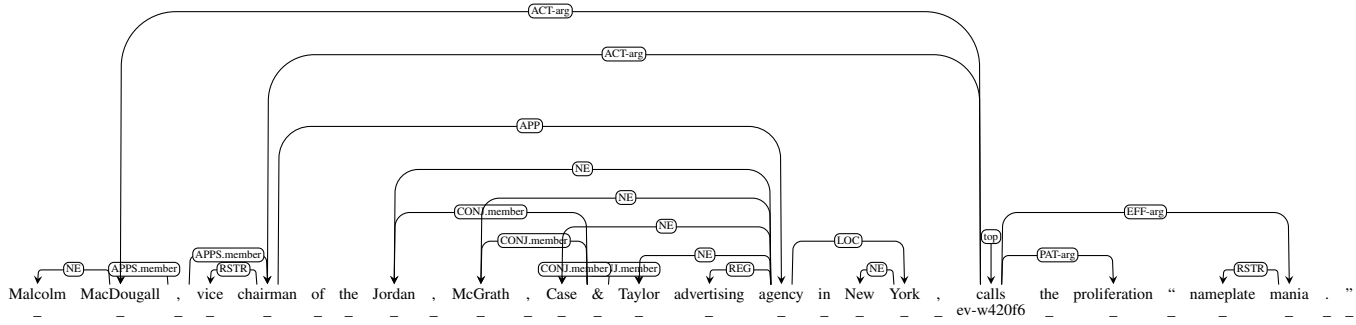 ACT-arg
ACT-arg
APP
NE
NE
CONJ.member EFF-arg
NE
top
CONJ.member LOC
APPS.member NE PAT-arg
NE APPS.member RSTR CONJ.member REG NE RSTR
Malcolm MacDougall , vice chairman of the Jordan , McGrath , Case & Taylor advertising agency in New York , calls the proliferation “ nameplate mania . ”
ev-w420f6
_ _ _ _ _ _ _ _ _ _ _ _ _ _ _ _ _ _ _ _ _ _ _ _ _ _ _ _